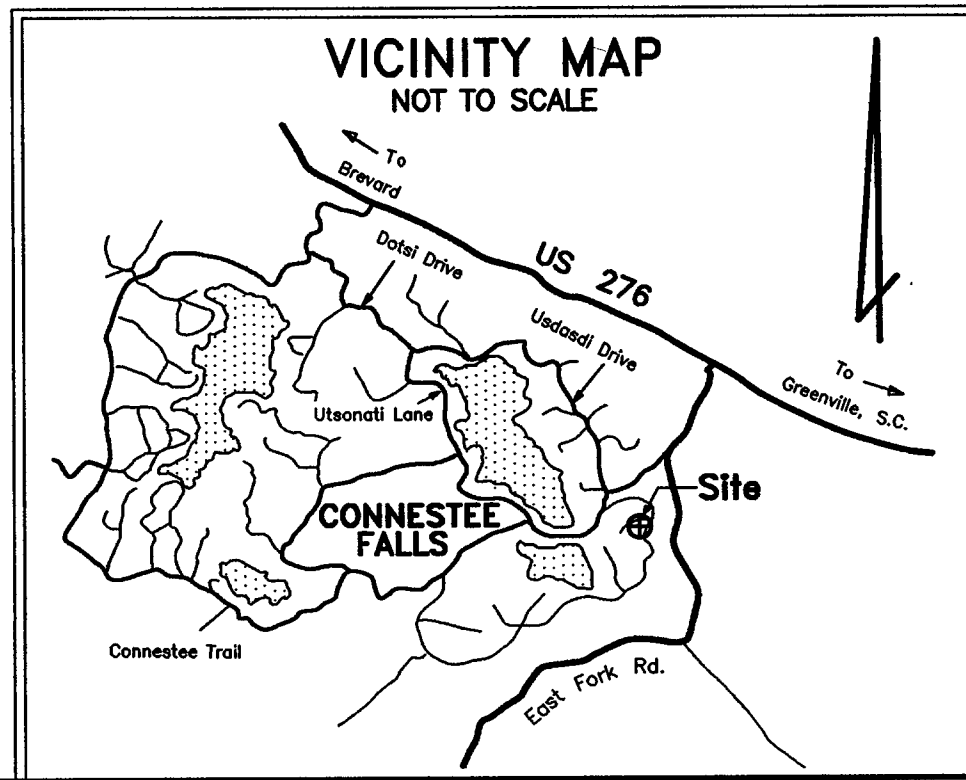 VICINITY MAP
NOT TO SCALE
To
Brevard
Dotsi Drive
US 276
Usdasdi Drive
To
Greenville, S.C.
Utsonati Lane
Site
CONNESTEE
FALLS
Connestee Trail
East Fork Rd.